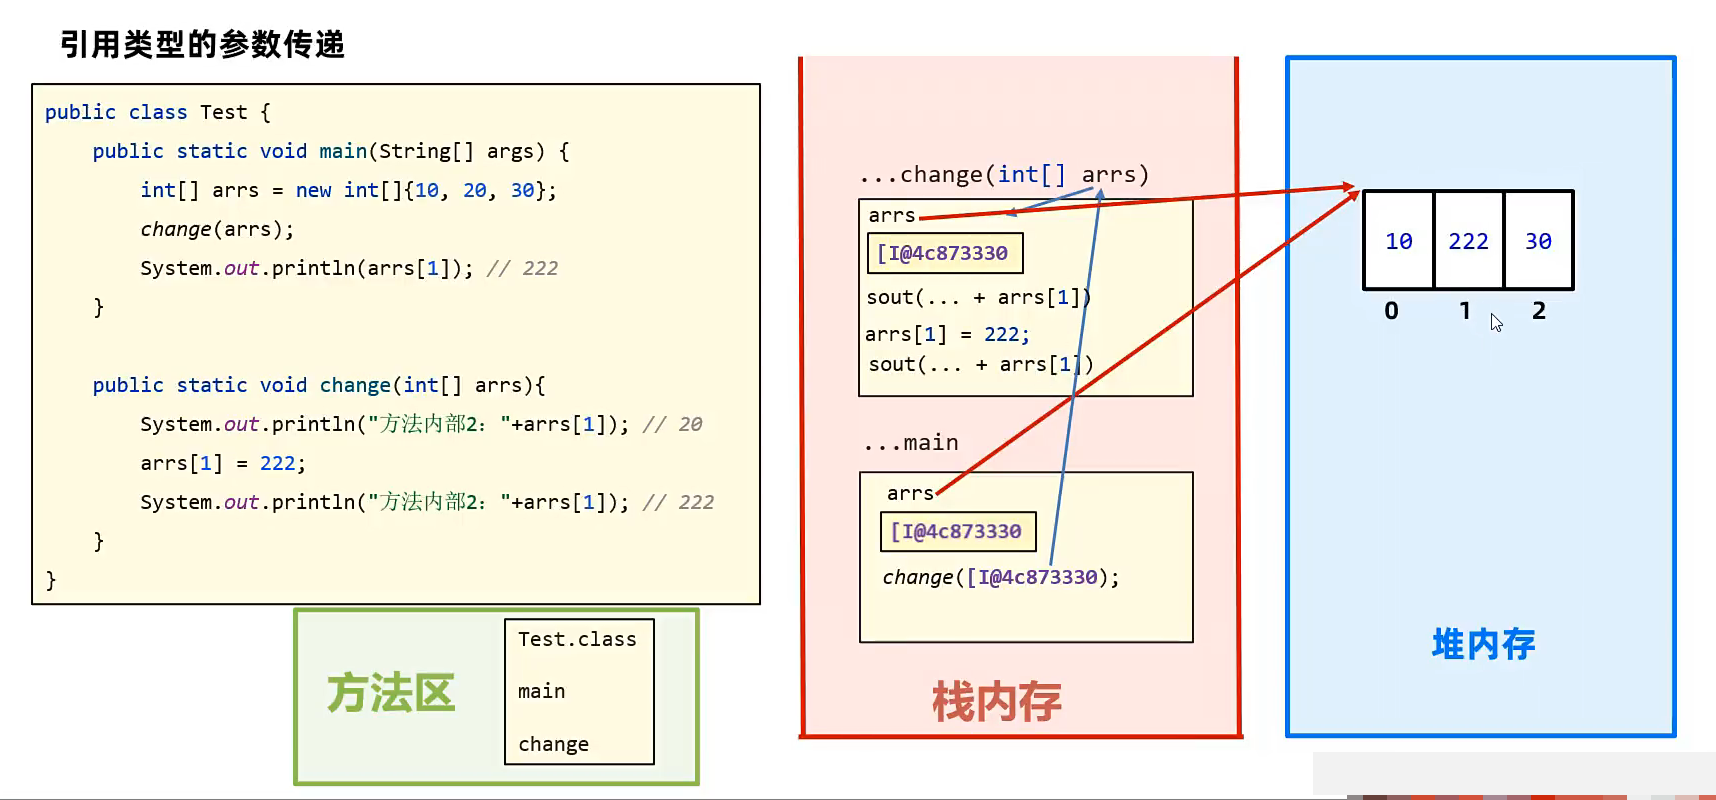 引用类型的参数传递
public class Test {
    public static void main(String[] args) {
        int[] arrs = new int[]{10, 20, 30};
        change(arrs);
        System.out.println(arrs[1]); // 222
    }
    public static void change(int[] arrs){
        System.out.println("方法内部2："+arrs[1]); // 20
        arrs[1] = 222;
        System.out.println("方法内部2："+arrs[1]); // 222
    }
}
方法区
Test.class
main
change
...change(int[] arrs)
arrs
[I@4c873330
sout(... + arrs[1])
arrs[1] = 222;
sout(... + arrs[1])
...main
arrs
[I@4c873330
change([I@4c873330);
栈内存
10 222 30
0 1 2
堆内存